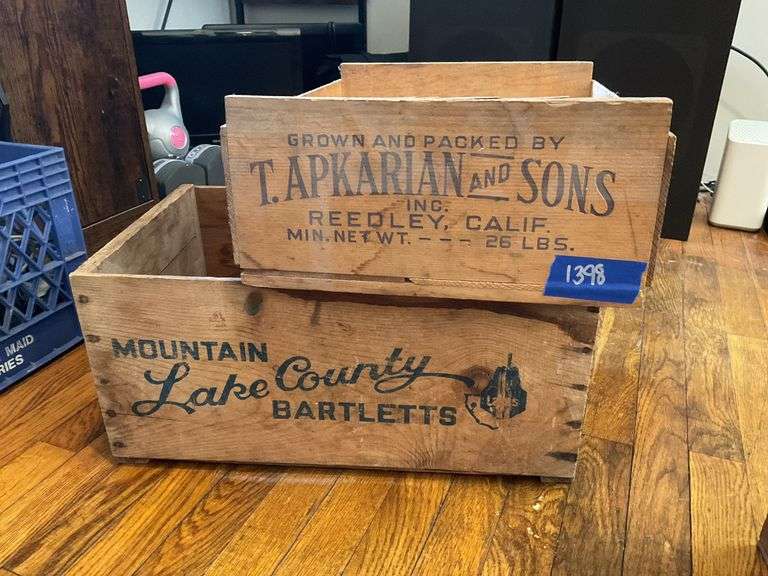 GROWN AND PACKED BY
T. APKARIAN AND SONS
INC.
REEDLEY, CALIF.
MIN. NET WT. - - - 26 LBS.
1398
MOUNTAIN
Lake County
BARTLETTS
MAID
RIES